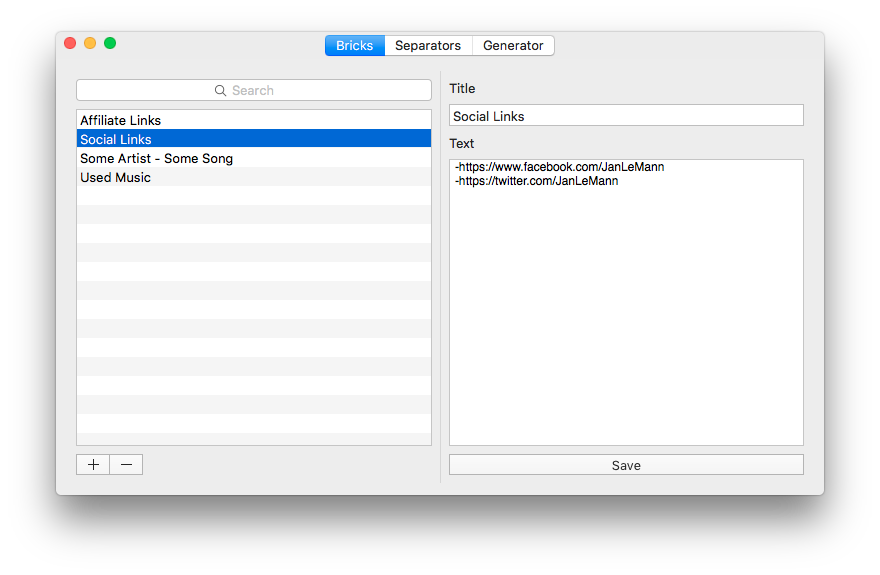 Bricks Separators Generator
Search
Affiliate Links
Social Links
Some Artist - Some Song
Used Music
Title
Social Links
Text
-https://www.facebook.com/JanLeMann
-https://twitter.com/JanLeMann
Save